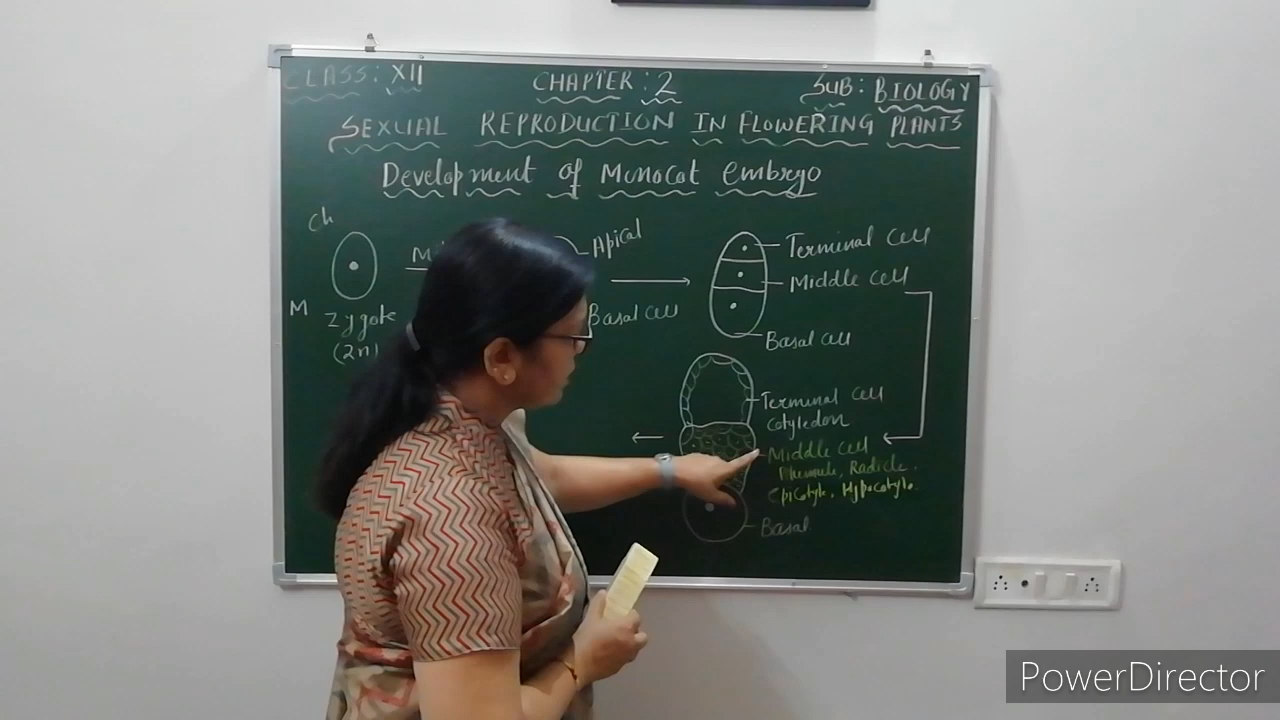 CLASS: XII
CHAPTER: 2
SUB: BIOLOGY
SEXUAL REPRODUCTION IN FLOWERING PLANTS
Development of Monocot embryo
Ch
M
Zygote
(2n)
M
Apical
Basal Cell
Terminal Cell
Middle Cell
Basal Cell
Terminal Cell
Cotyledon
Middle Cell
Plumule, Radicle.
Epicotyle, Hypocotyle.
Basal
PowerDirector